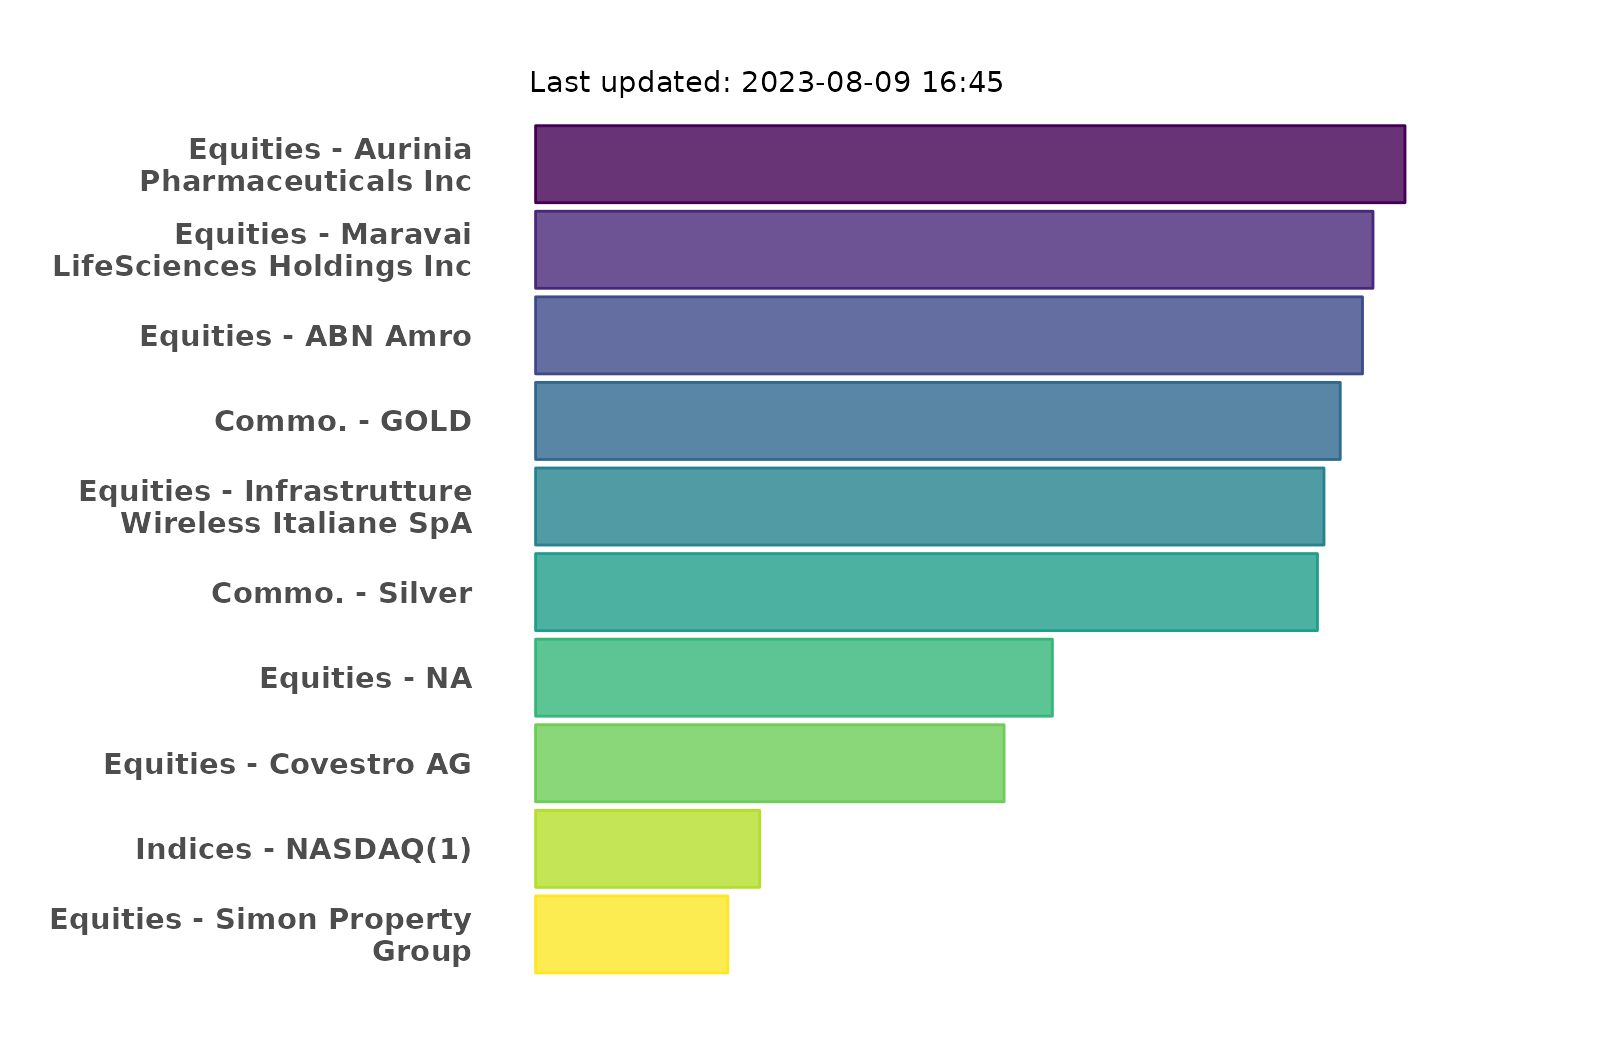 Last updated: 2023-08-09 16:45
Equities - Aurinia
Pharmaceuticals Inc
Equities - Maravai
LifeSciences Holdings Inc
Equities - ABN Amro
Commo. - GOLD
Equities - Infrastrutture
Wireless Italiane SpA
Commo. - Silver
Equities - NA
Equities - Covestro AG
Indices - NASDAQ(1)
Equities - Simon Property
Group